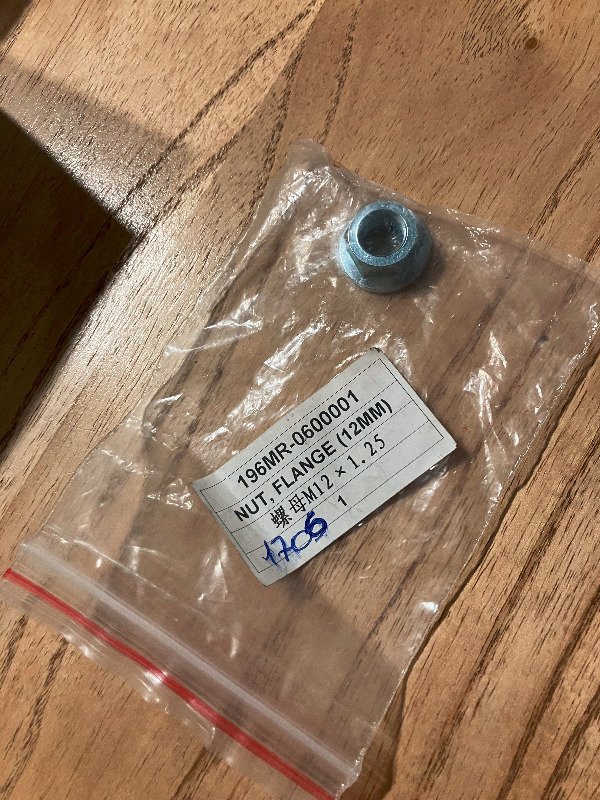 196MR-0600001
NUT, FLANGE (12MM)
螺母M12×1.25
1
1706